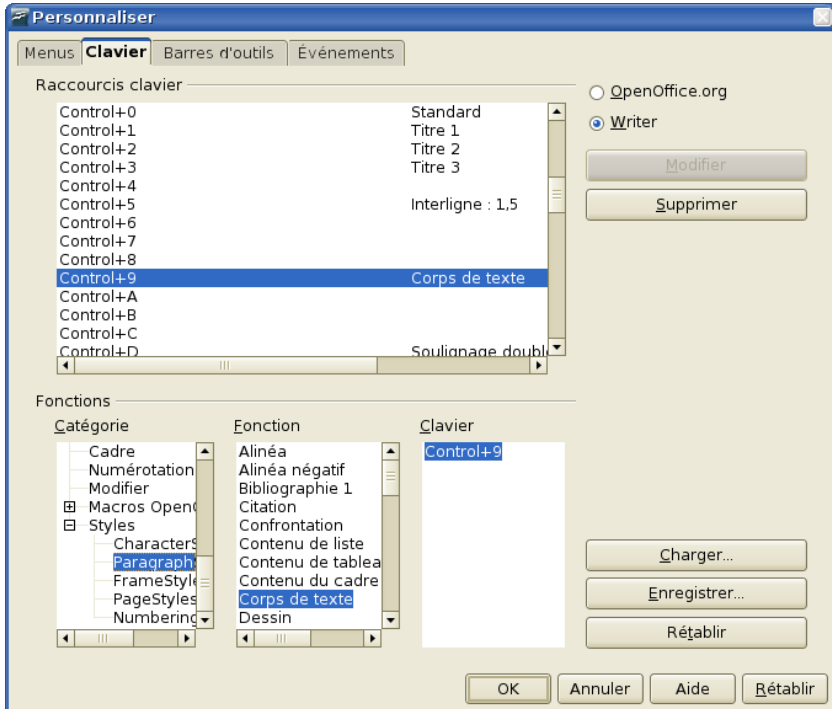 Personnaliser
Menus Clavier Barres d'outils Événements
Raccourcis clavier
Control+0 Standard
Control+1 Titre 1
Control+2 Titre 2
Control+3 Titre 3
Control+4
Control+5 Interligne : 1,5
Control+6
Control+7
Control+8
Control+9 Corps de texte
Control+A
Control+B
Control+C
Control+D Soulignage doubl
OpenOffice.org
Writer
Modifier
Supprimer
Fonctions
Catégorie
Cadre
Numérotation
Modifier
Macros Open
Styles
CharacterS
Paragraph
FrameStyle
PageStyles
Numbering
Fonction
Alinéa
Alinéa négatif
Bibliographie 1
Citation
Confrontation
Contenu de liste
Contenu de tablea
Contenu du cadre
Corps de texte
Dessin
Clavier
Control+9
Charger...
Enregistrer...
Rétablir
OK Annuler Aide Rétablir